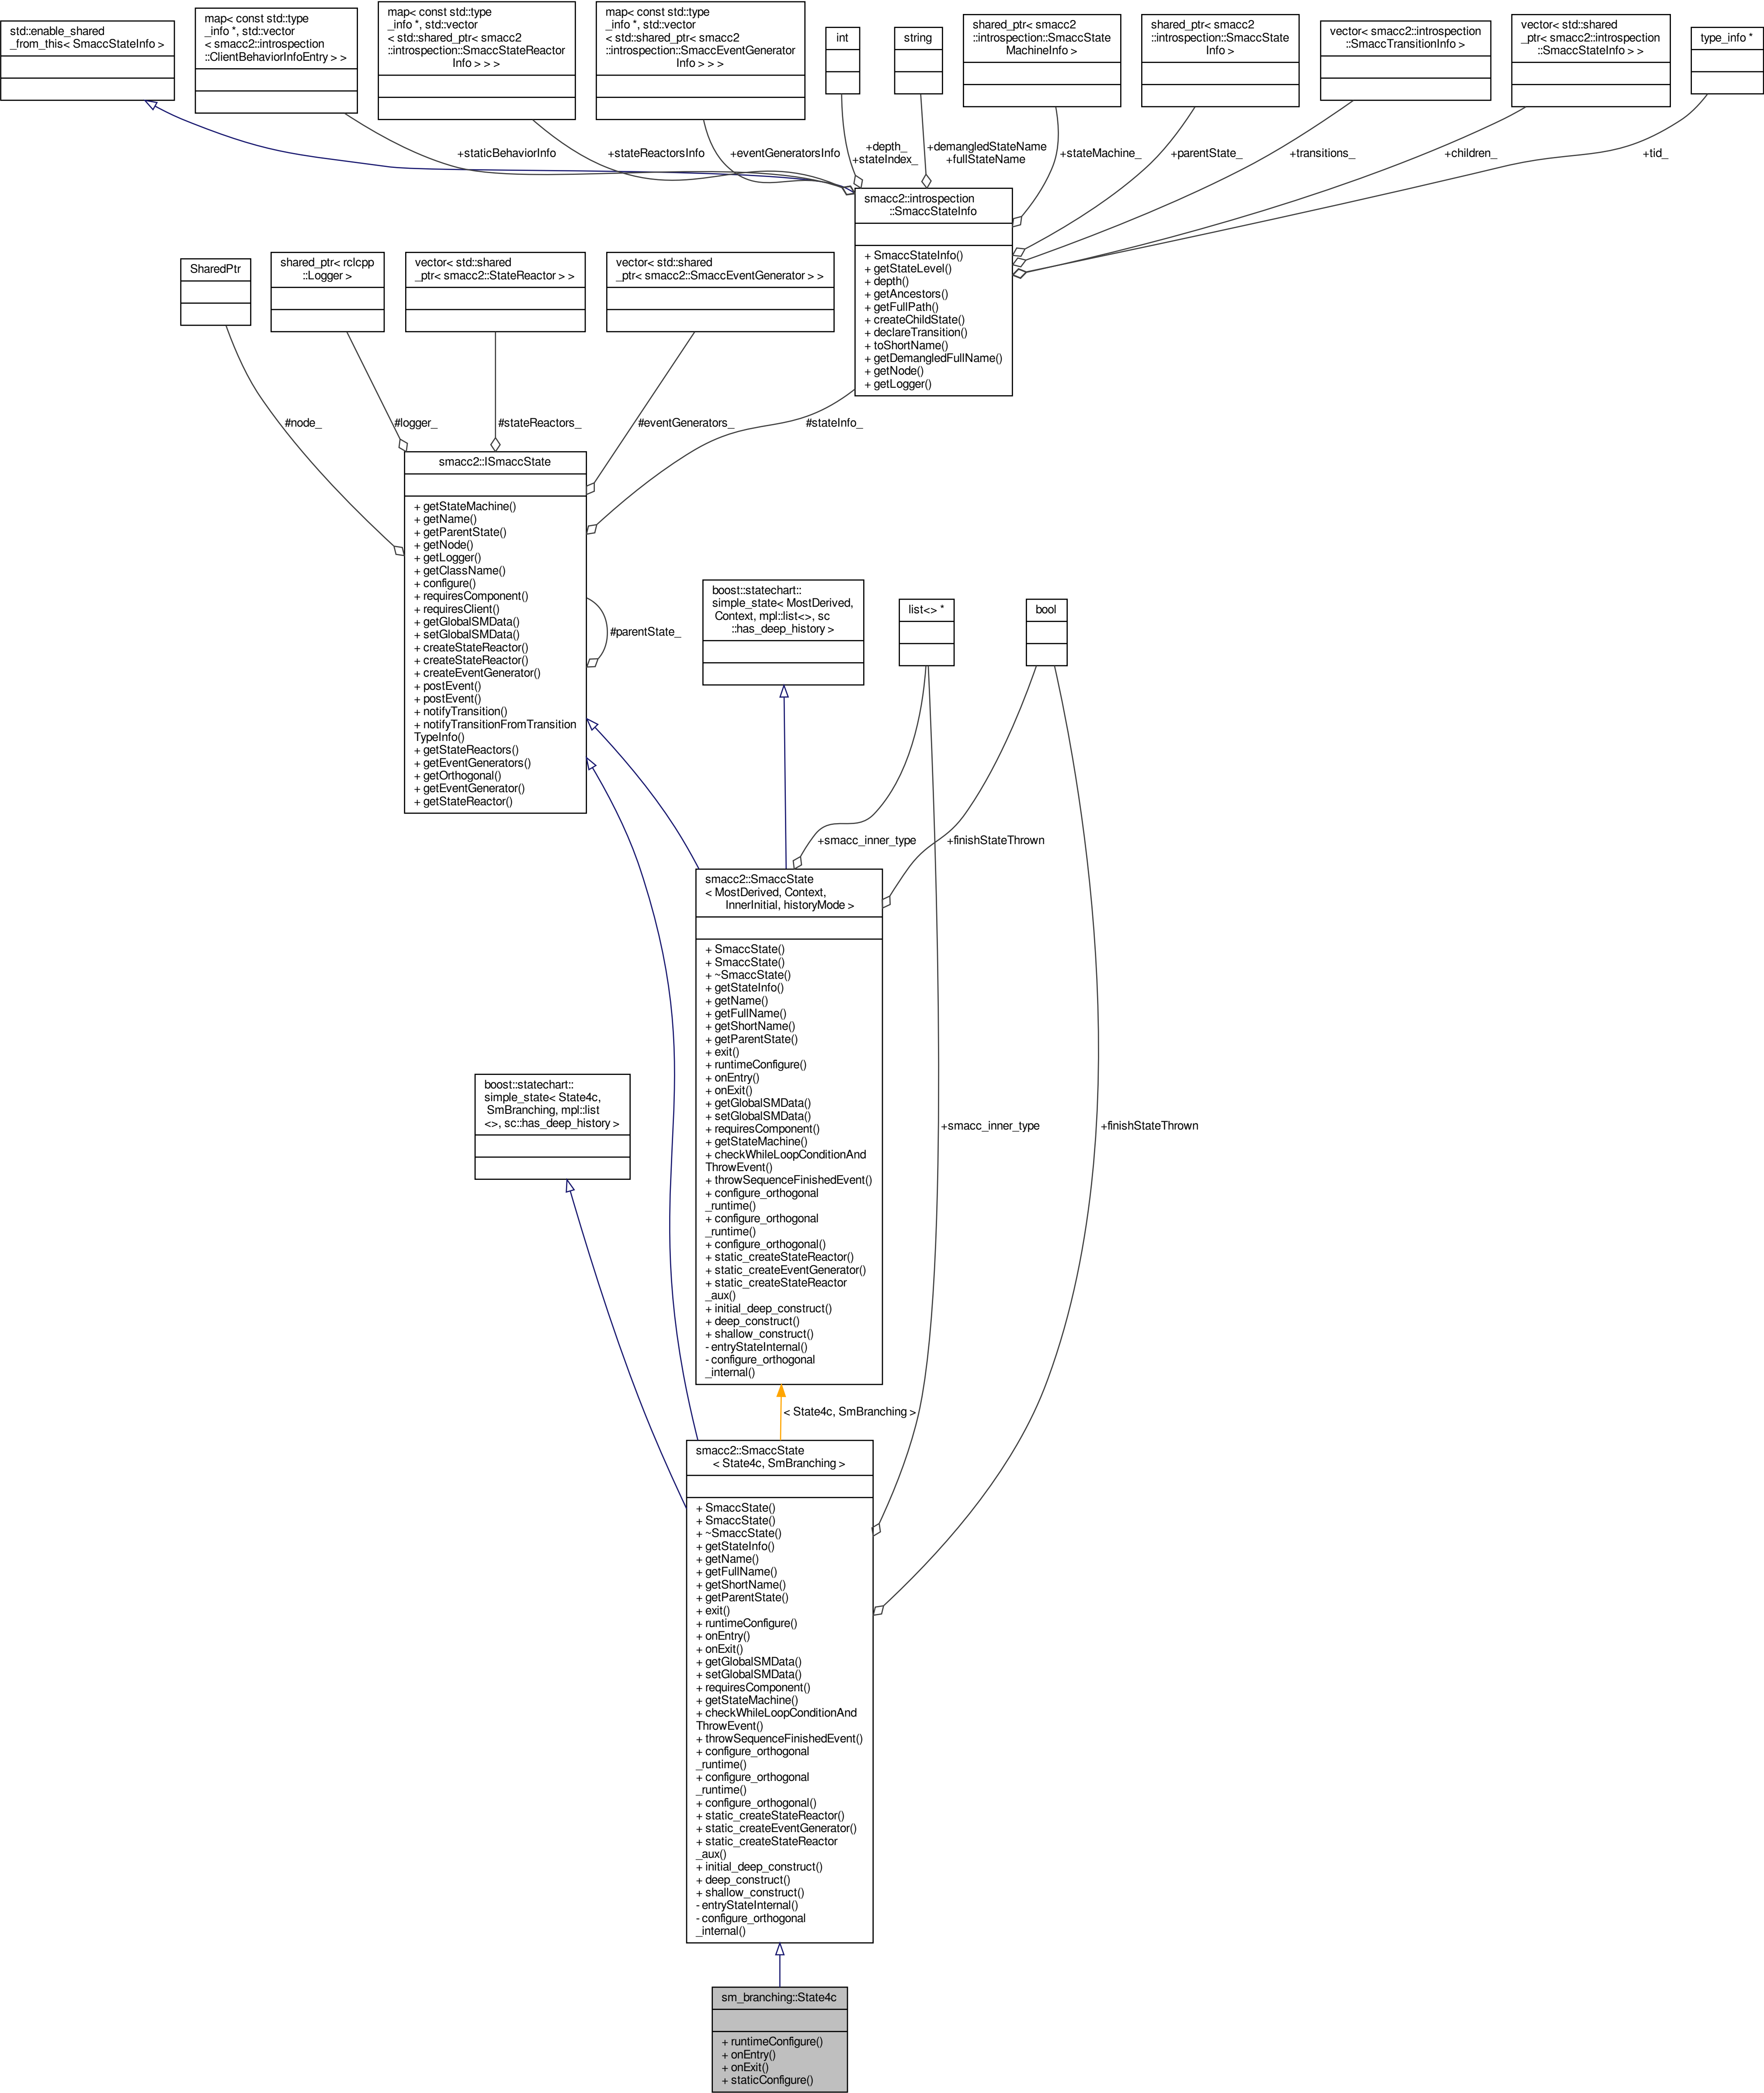 std::enable_shared
_from_this< SmaccStateInfo >
map< const std::type
_info *, std::vector
< smacc2::introspection
::ClientBehaviorInfoEntry > >
map< const std::type
_info *, std::vector
< std::shared_ptr< smacc2
::introspection::SmaccStateReactor
Info > > >
map< const std::type
_info *, std::vector
< std::shared_ptr< smacc2
::introspection::SmaccEventGenerator
Info > > >
int
string
shared_ptr< smacc2
::introspection::SmaccState
MachineInfo >
shared_ptr< smacc2
::introspection::SmaccState
Info >
vector< smacc2::introspection
::SmaccTransitionInfo >
vector< std::shared
_ptr< smacc2::introspection
::SmaccStateInfo > >
type_info *
+staticBehaviorInfo
+stateReactorsInfo
+eventGeneratorsInfo
+depth_
+stateIndex_
+demangledStateName
+fullStateName
+stateMachine_
+parentState_
+transitions_
+children_
+tid_
smacc2::introspection
::SmaccStateInfo
+ SmaccStateInfo()
+ getStateLevel()
+ depth()
+ getAncestors()
+ getFullPath()
+ createChildState()
+ declareTransition()
+ toShortName()
+ getDemangledFullName()
+ getNode()
+ getLogger()
SharedPtr
shared_ptr< rclcpp
::Logger >
vector< std::shared
_ptr< smacc2::StateReactor > >
vector< std::shared
_ptr< smacc2::SmaccEventGenerator > >
#node_
#logger_
#stateReactors_
#eventGenerators_
#stateInfo_
smacc2::ISmaccState
+ getStateMachine()
+ getName()
+ getParentState()
+ getNode()
+ getLogger()
+ getClassName()
+ configure()
+ requiresComponent()
+ requiresClient()
+ getGlobalSMData()
+ setGlobalSMData()
+ createStateReactor()
+ createStateReactor()
+ createEventGenerator()
+ postEvent()
+ postEvent()
+ notifyTransition()
+ notifyTransitionFromTransition
TypeInfo()
+ getStateReactors()
+ getEventGenerators()
+ getOrthogonal()
+ getEventGenerator()
+ getStateReactor()
#parentState_
boost::statechart::
simple_state< MostDerived,
Context, mpl::list<>, sc
::has_deep_history >
list<> *
bool
+smacc_inner_type
+finishStateThrown
smacc2::SmaccState
< MostDerived, Context,
InnerInitial, historyMode >
+ SmaccState()
+ SmaccState()
+ ~SmaccState()
+ getStateInfo()
+ getName()
+ getFullName()
+ getShortName()
+ getParentState()
+ exit()
+ runtimeConfigure()
+ onEntry()
+ onExit()
+ getGlobalSMData()
+ setGlobalSMData()
+ requiresComponent()
+ getStateMachine()
+ checkWhileLoopConditionAnd
ThrowEvent()
+ throwSequenceFinishedEvent()
+ configure_orthogonal
_runtime()
+ configure_orthogonal
_runtime()
+ configure_orthogonal()
+ static_createStateReactor()
+ static_createEventGenerator()
+ static_createStateReactor
_aux()
+ initial_deep_construct()
+ deep_construct()
+ shallow_construct()
- entryStateInternal()
- configure_orthogonal
_internal()
boost::statechart::
simple_state< State4c,
SmBranching, mpl::list
<>, sc::has_deep_history >
+smacc_inner_type
+finishStateThrown
< State4c, SmBranching >
smacc2::SmaccState
< State4c, SmBranching >
+ SmaccState()
+ SmaccState()
+ ~SmaccState()
+ getStateInfo()
+ getName()
+ getFullName()
+ getShortName()
+ getParentState()
+ exit()
+ runtimeConfigure()
+ onEntry()
+ onExit()
+ getGlobalSMData()
+ setGlobalSMData()
+ requiresComponent()
+ getStateMachine()
+ checkWhileLoopConditionAnd
ThrowEvent()
+ throwSequenceFinishedEvent()
+ configure_orthogonal
_runtime()
+ configure_orthogonal
_runtime()
+ configure_orthogonal()
+ static_createStateReactor()
+ static_createEventGenerator()
+ static_createStateReactor
_aux()
+ initial_deep_construct()
+ deep_construct()
+ shallow_construct()
- entryStateInternal()
- configure_orthogonal
_internal()
sm_branching::State4c
+ runtimeConfigure()
+ onEntry()
+ onExit()
+ staticConfigure()